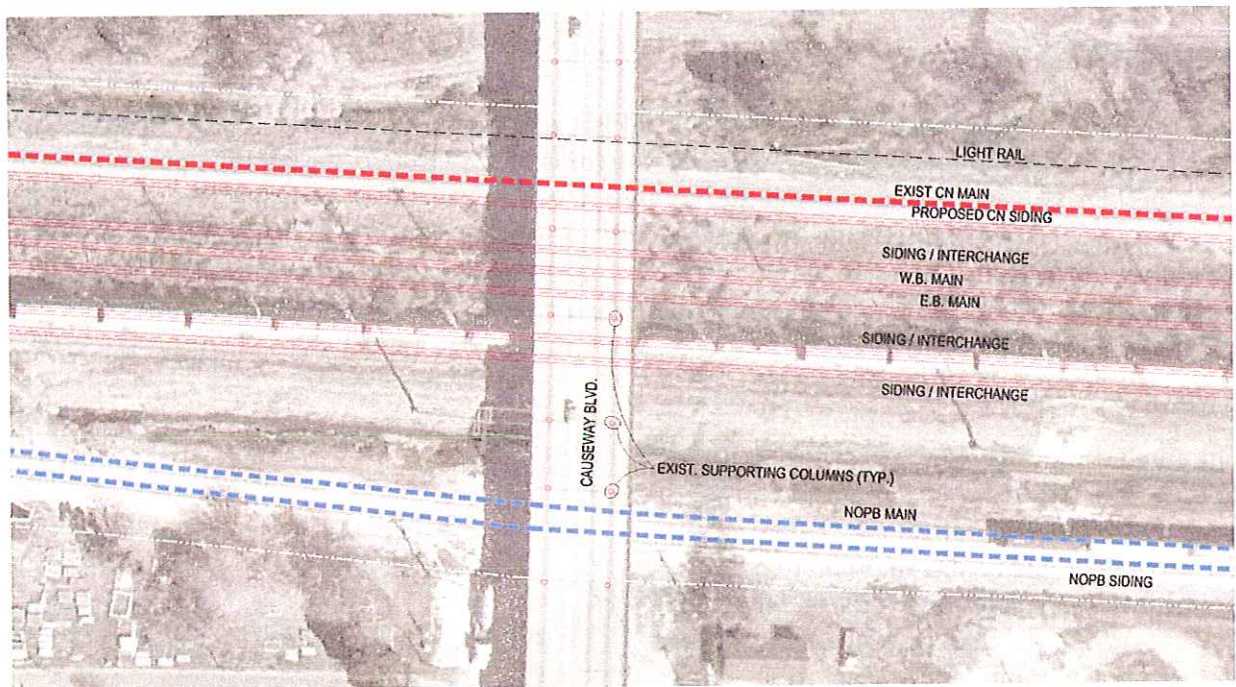 LIGHT RAIL
EXIST CN MAIN
PROPOSED CN SIDING
SIDING / INTERCHANGE
W.B. MAIN
E.B. MAIN
SIDING / INTERCHANGE
SIDING / INTERCHANGE
CAUSEWAY BLVD.
EXIST. SUPPORTING COLUMNS (TYP.)
NOPB MAIN
NOPB SIDING